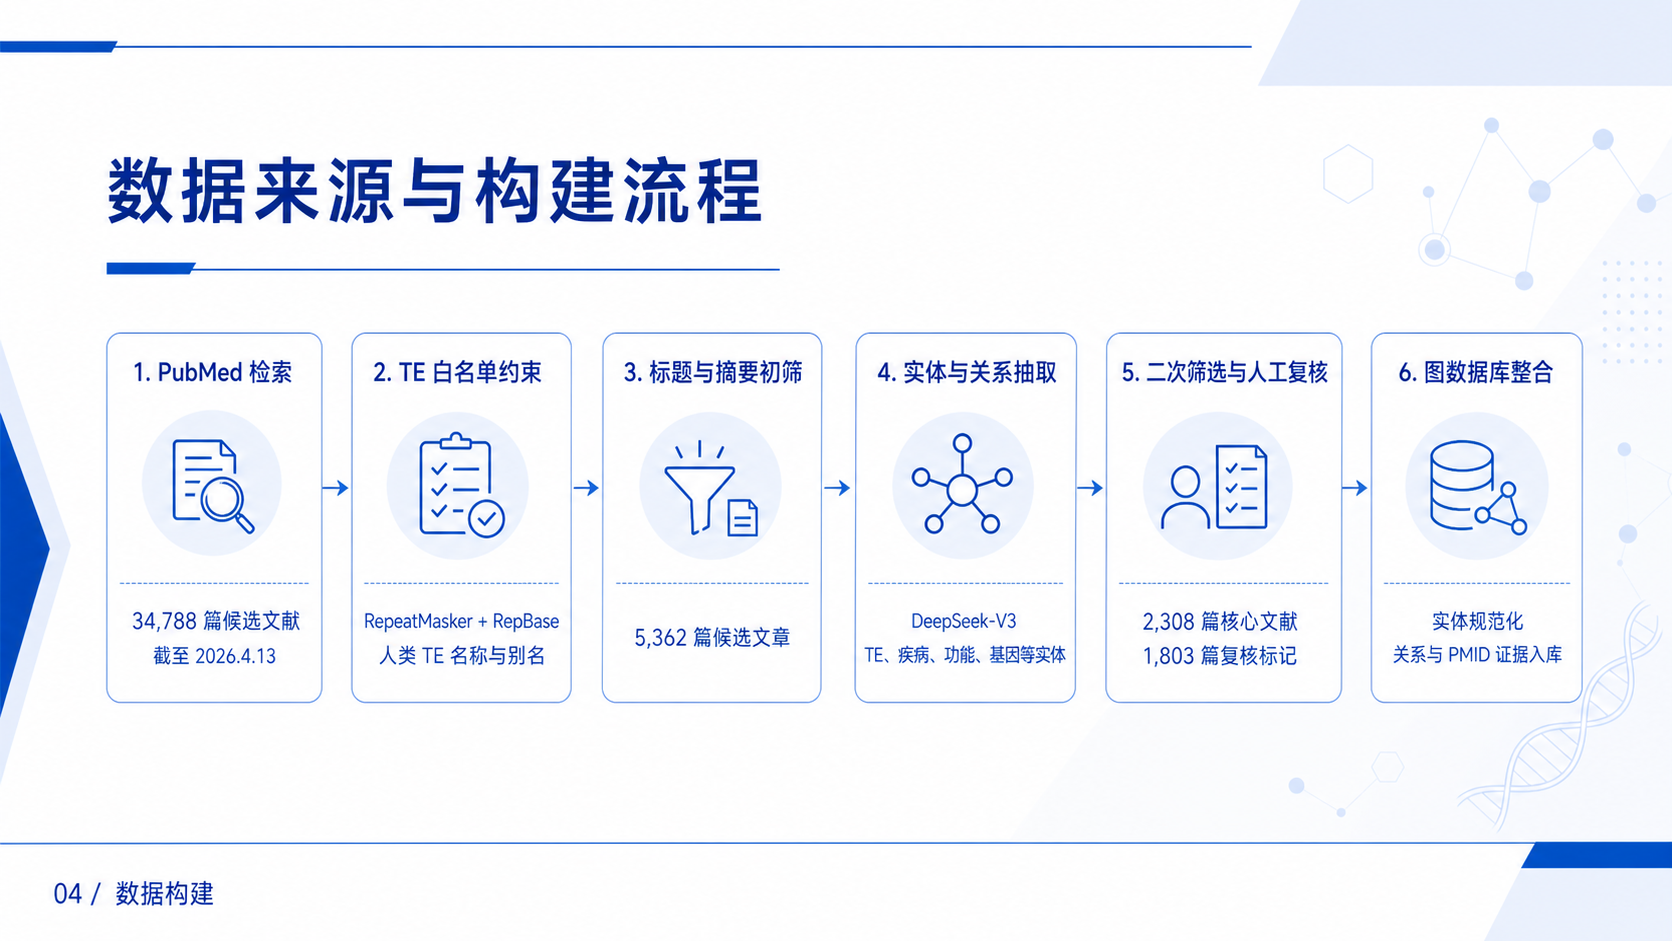 数据来源与构建流程
1. PubMed 检索
34,788 篇候选文献
截至 2026.4.13
2. TE 白名单约束
RepeatMasker + RepBase
人类 TE 名称与别名
3. 标题与摘要初筛
5,362 篇候选文章
4. 实体与关系抽取
DeepSeek-V3
TE、疾病、功能、基因等实体
5. 二次筛选与人工复核
2,308 篇核心文献
1,803 篇复核标记
6. 图数据库整合
实体规范化
关系与 PMID 证据入库
04 / 数据构建